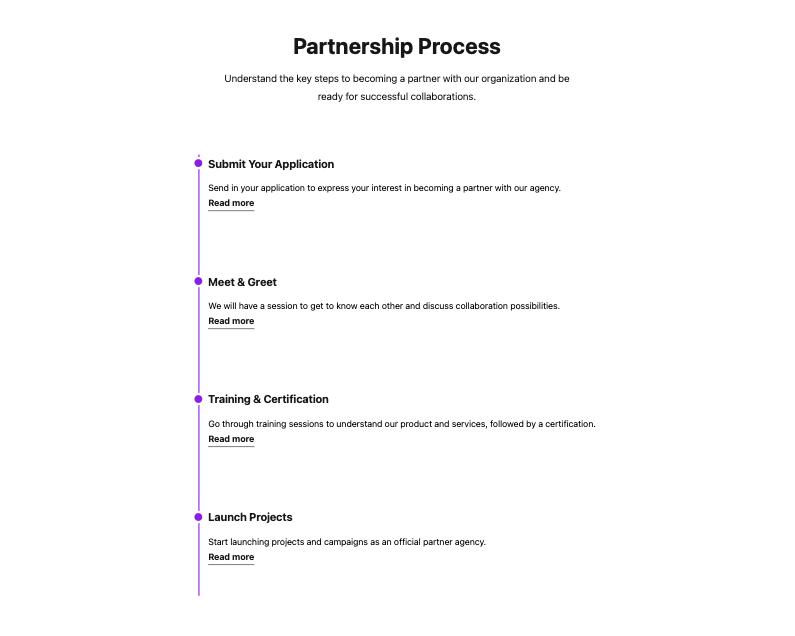 Partnership Process
Understand the key steps to becoming a partner with our organization and be
ready for successful collaborations.
Submit Your Application
Send in your application to express your interest in becoming a partner with our agency.
Read more
Meet & Greet
We will have a session to get to know each other and discuss collaboration possibilities.
Read more
Training & Certification
Go through training sessions to understand our product and services, followed by a certification.
Read more
Launch Projects
Start launching projects and campaigns as an official partner agency.
Read more